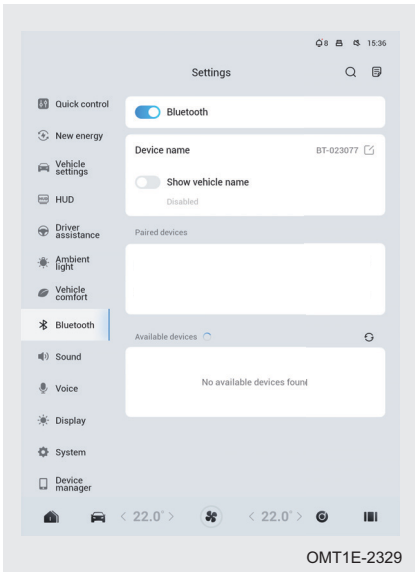 8 15:36
Settings
Quick control
Bluetooth
New energy
Device name BT-023077
Vehicle
settings
Show vehicle name
Disabled
HUD
Driver
assistance
Paired devices
Ambient
light
Vehicle
comfort
Bluetooth
Available devices
Sound
No available devices foun
Voice
Display
System
Device
manager
< 22.0° > < 22.0° >
OMT1E-2329